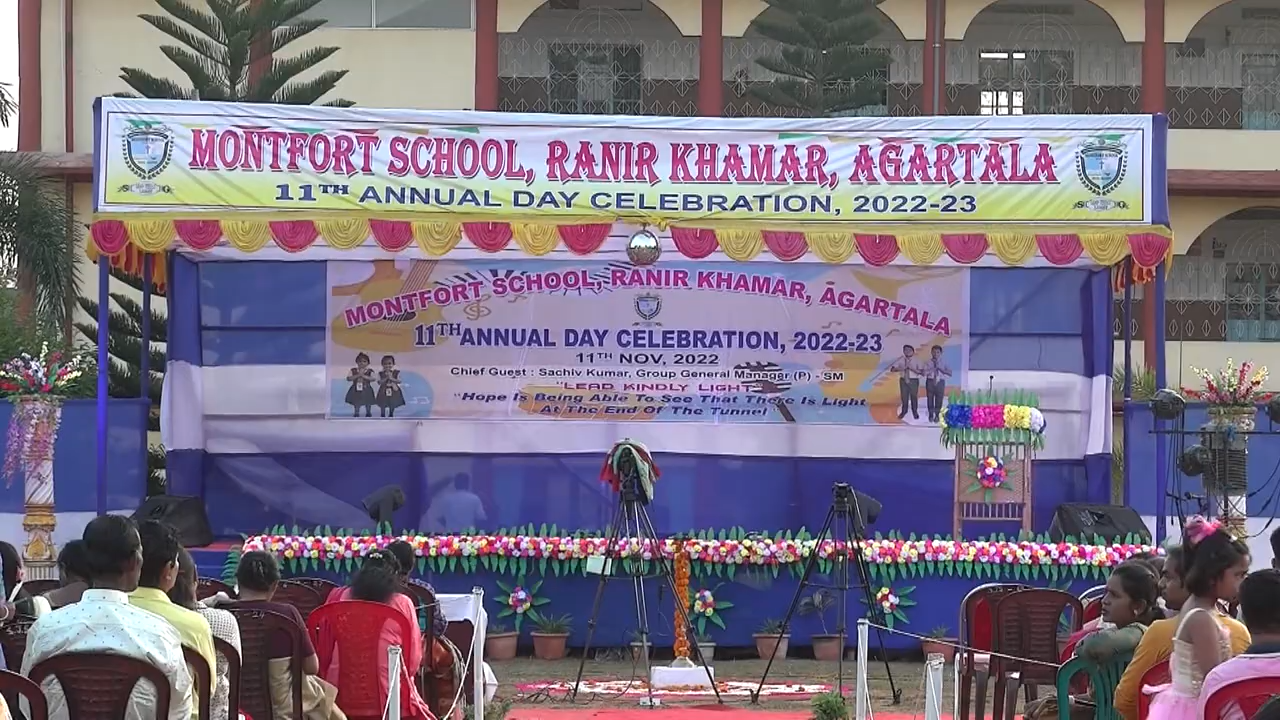 MONTFORT SCHOOL, RANIR KHAMAR, AGARTALA
11TH ANNUAL DAY CELEBRATION, 2022-23
MONTFORT SCHOOL, RANIR KHAMAR, AGARTALA
11TH ANNUAL DAY CELEBRATION, 2022-23
11TH NOV, 2022
Chief Guest : Sachiv Kumar, Group General Manager (P) - SM
"LEAD KINDLY LIGHT"
"Hope Is Being Able To See That There Is Light
At The End Of The Tunnel